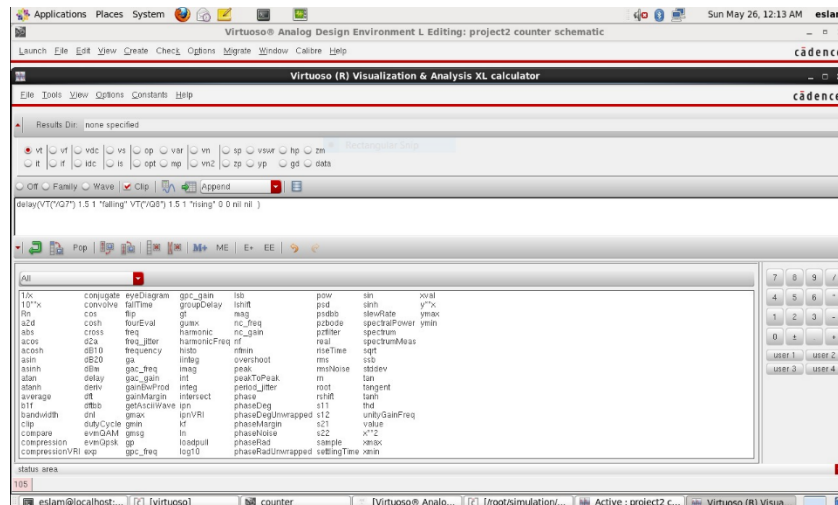 Applications Places System Sun May 26, 12:13 AM eslam
Virtuoso® Analog Design Environment L Editing: project2 counter schematic
Launch File Edit View Create Check Options Migrate Window Calibre Help cādence
Virtuoso (R) Visualization & Analysis XL calculator
File Tools View Options Constants Help cādence
Results Dir: none specified
vt vf vdc vs op var vn sp vswr hp zm
it if idc is opt mp vn2 zp yp gd data
Off Family Wave Clip Append
delay(VT("/Q7") 1.5 1 "falling" VT("/Q8") 1.5 1 "rising" 0 0 nil nil )
Pop M+ ME E+ EE
All 7 8 9 /
1/x conjugate eyeDiagram gpc_gain lsb pow sin xval
10**x convolve fallTime groupDelay lshift psd sinh y**x
Rn cos flip gt mag psdbb slewRate ymax
a2d cosh fourEval gumx nc_freq pzbode spectralPower ymin
abs cross freq harmonic nc_gain pzfilter spectrum
acos d2a freq_jitter harmonicFreq nf real spectrumMeas
acosh dB10 frequency histo nfmin riseTime sqrt
asin dB20 ga iinteg overshoot rms ssb
asinh dBm gac_freq imag peak rmsNoise stddev
atan delay gac_gain int peakToPeak rn tan
atanh deriv gainBwProd integ period_jitter root tangent
average dft gainMargin intersect phase rshift tanh
b1f dftbb getAsciiWave ipn phaseDeg s11 thd
bandwidth dnl gmax ipnVRI phaseDegUnwrapped s12 unityGainFreq
clip dutyCycle gmin kf phaseMargin s21 value
compare evmQAM gmsg ln phaseNoise s22 x**2
compression evmQpsk gp loadpull phaseRad sample xmax
compressionVRI exp gpc_freq log10 phaseRadUnwrapped settlingTime xmin
4 5 6 *
1 2 3 -
0 ± . +
user 1 user 2
user 3 user 4
status area
105
eslam@localhost:... [virtuoso] counter [Virtuoso® Analo... [/root/simulation/... Active : project2 c... Virtuoso (R) Visua...